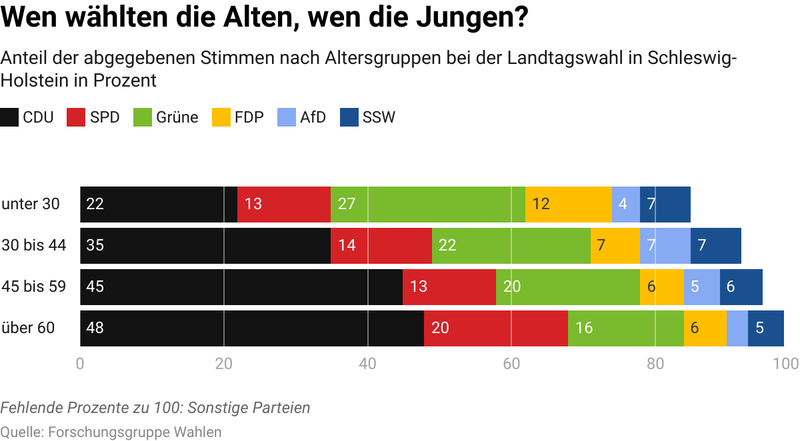 Wen wählten die Alten, wen die Jungen?
Anteil der abgegebenen Stimmen nach Altersgruppen bei der Landtagswahl in Schleswig-
Holstein in Prozent
CDU SPD Grüne FDP AfD SSW
unter 30 22 13 27 12 4 7
30 bis 44 35 14 22 7 7 7
45 bis 59 45 13 20 6 5 6
über 60 48 20 16 6 5
0 20 40 60 80 100
Fehlende Prozente zu 100: Sonstige Parteien
Quelle: Forschungsgruppe Wahlen